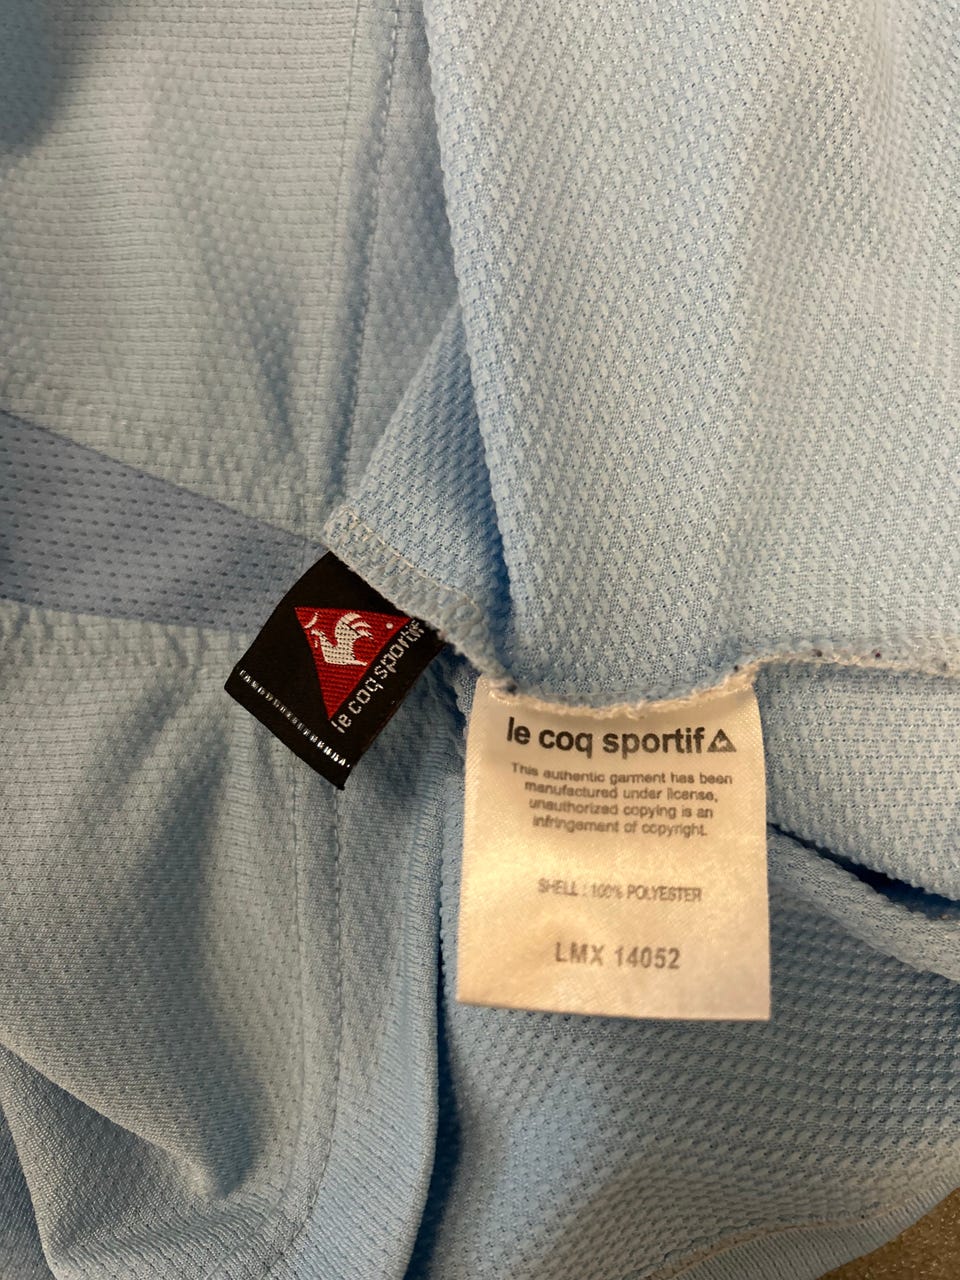 le coq sportif
le coq sportif
This authentic garment has been
manufactured under license,
unauthorized copying is an
infringement of copyright.
SHELL : 100% POLYESTER
LMX 14052